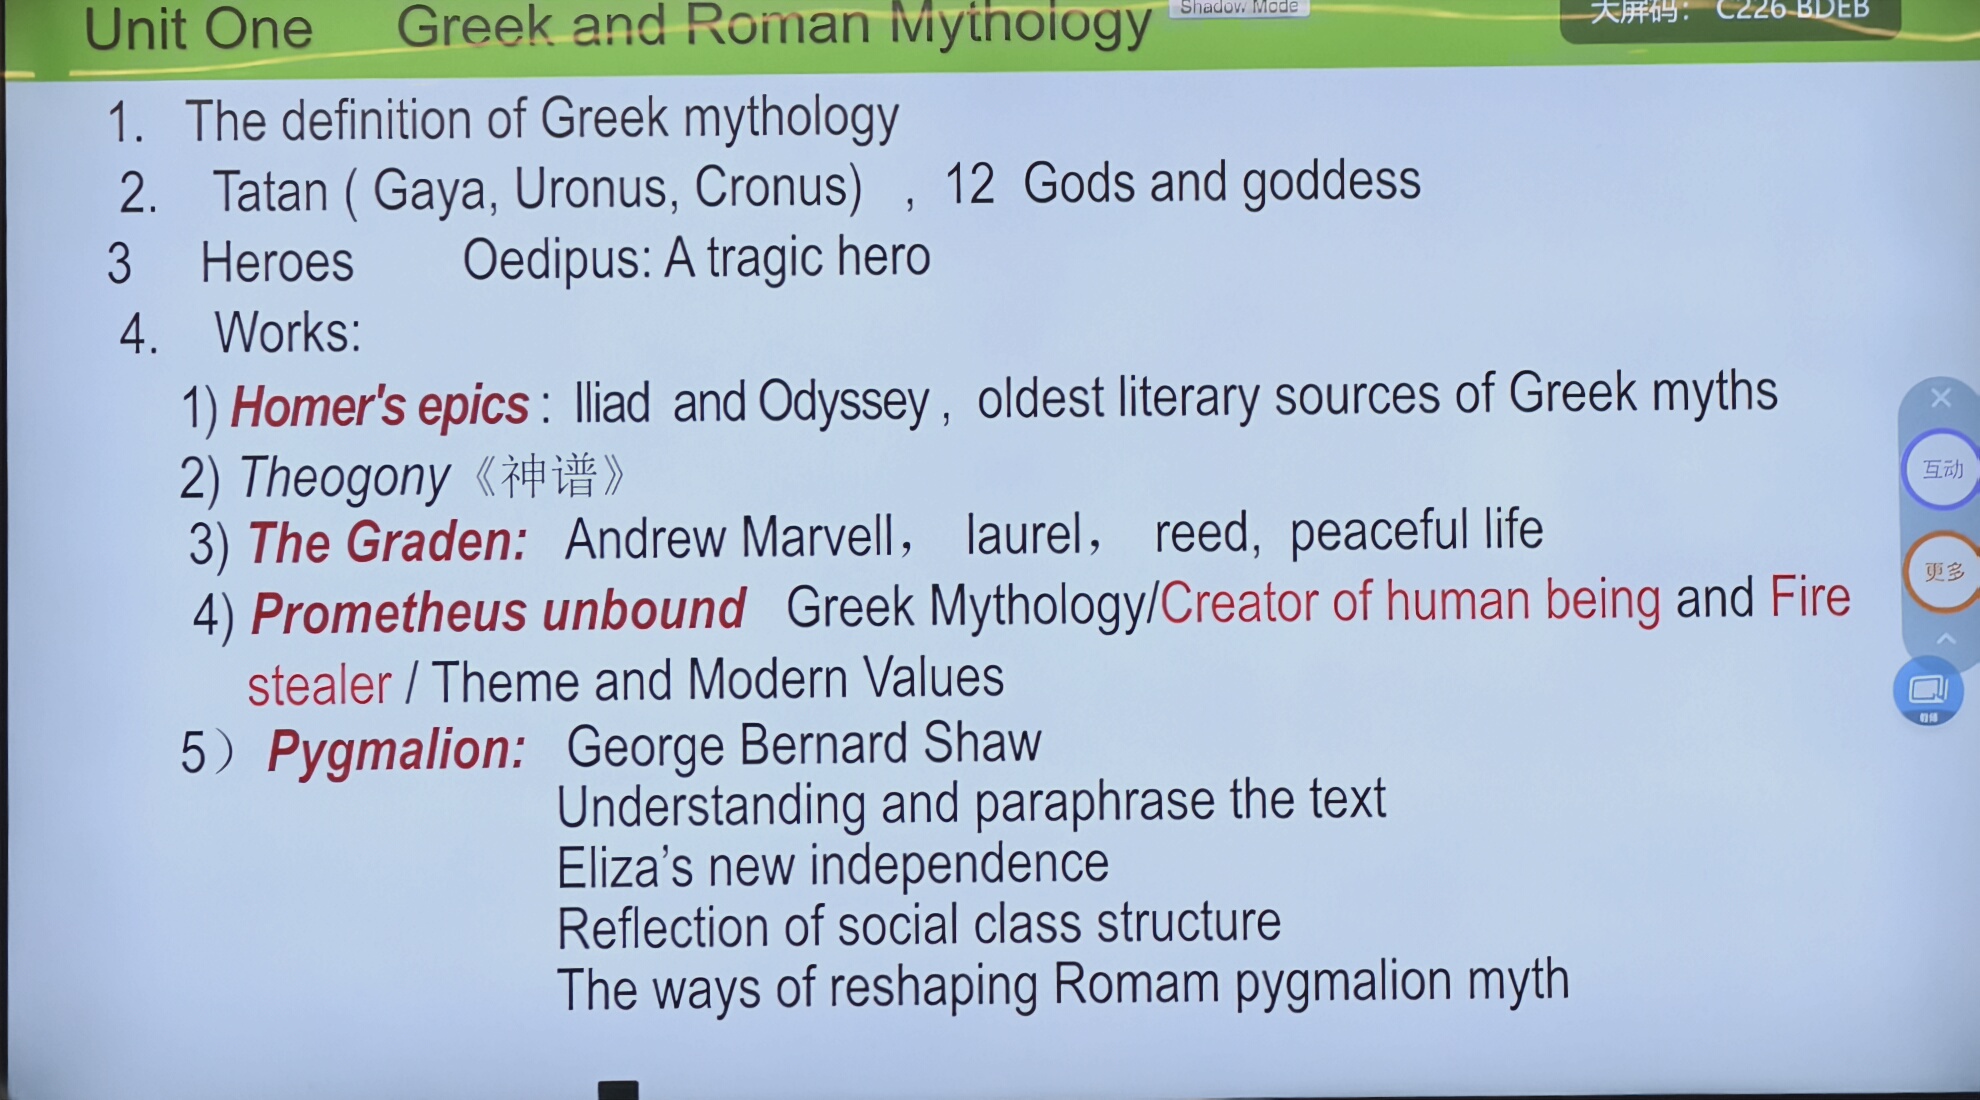 Unit One Greek and Roman Mythology
Shadow Mode
大屏码： C226 BDEB
1. The definition of Greek mythology
2. Tatan ( Gaya, Uronus, Cronus) , 12 Gods and goddess
3 Heroes Oedipus: A tragic hero
4. Works:
1) Homer's epics : Iliad and Odyssey , oldest literary sources of Greek myths
2) Theogony 《神谱》
3) The Graden: Andrew Marvell， laurel， reed, peaceful life
4) Prometheus unbound Greek Mythology/Creator of human being and Fire
stealer / Theme and Modern Values
5） Pygmalion: George Bernard Shaw
Understanding and paraphrase the text
Eliza’s new independence
Reflection of social class structure
The ways of reshaping Romam pygmalion myth
互动
更多